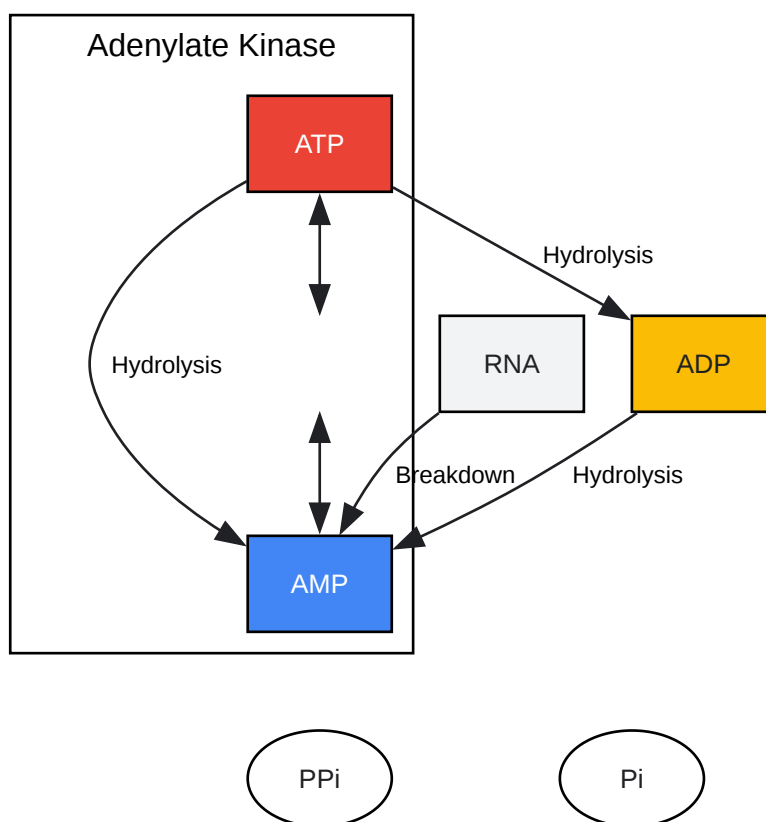 Adenylate Kinase
ATP
Hydrolysis
Hydrolysis
RNA
ADP
Breakdown
Hydrolysis
AMP
PPi
Pi